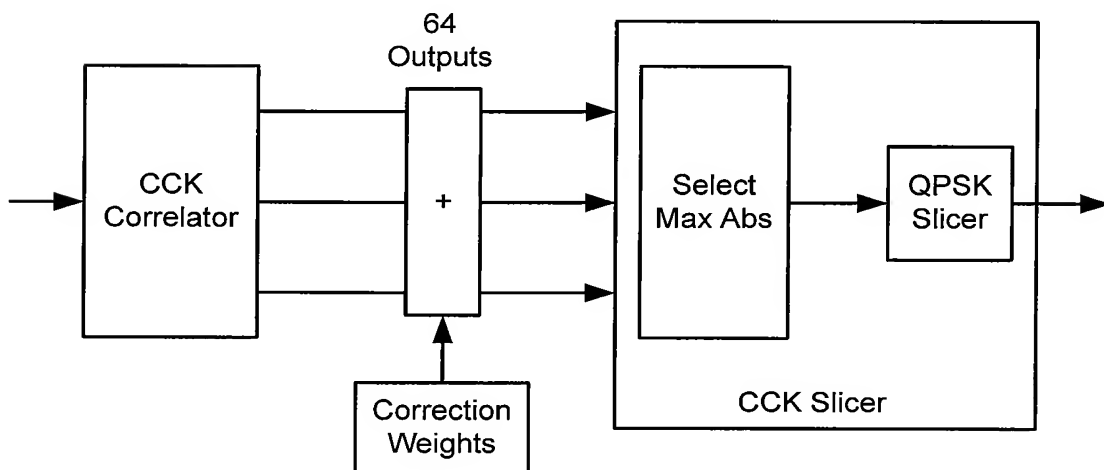 64
Outputs
CCK
Correlator
+
Select
Max Abs
QPSK
Slicer
CCK Slicer
Correction
Weights